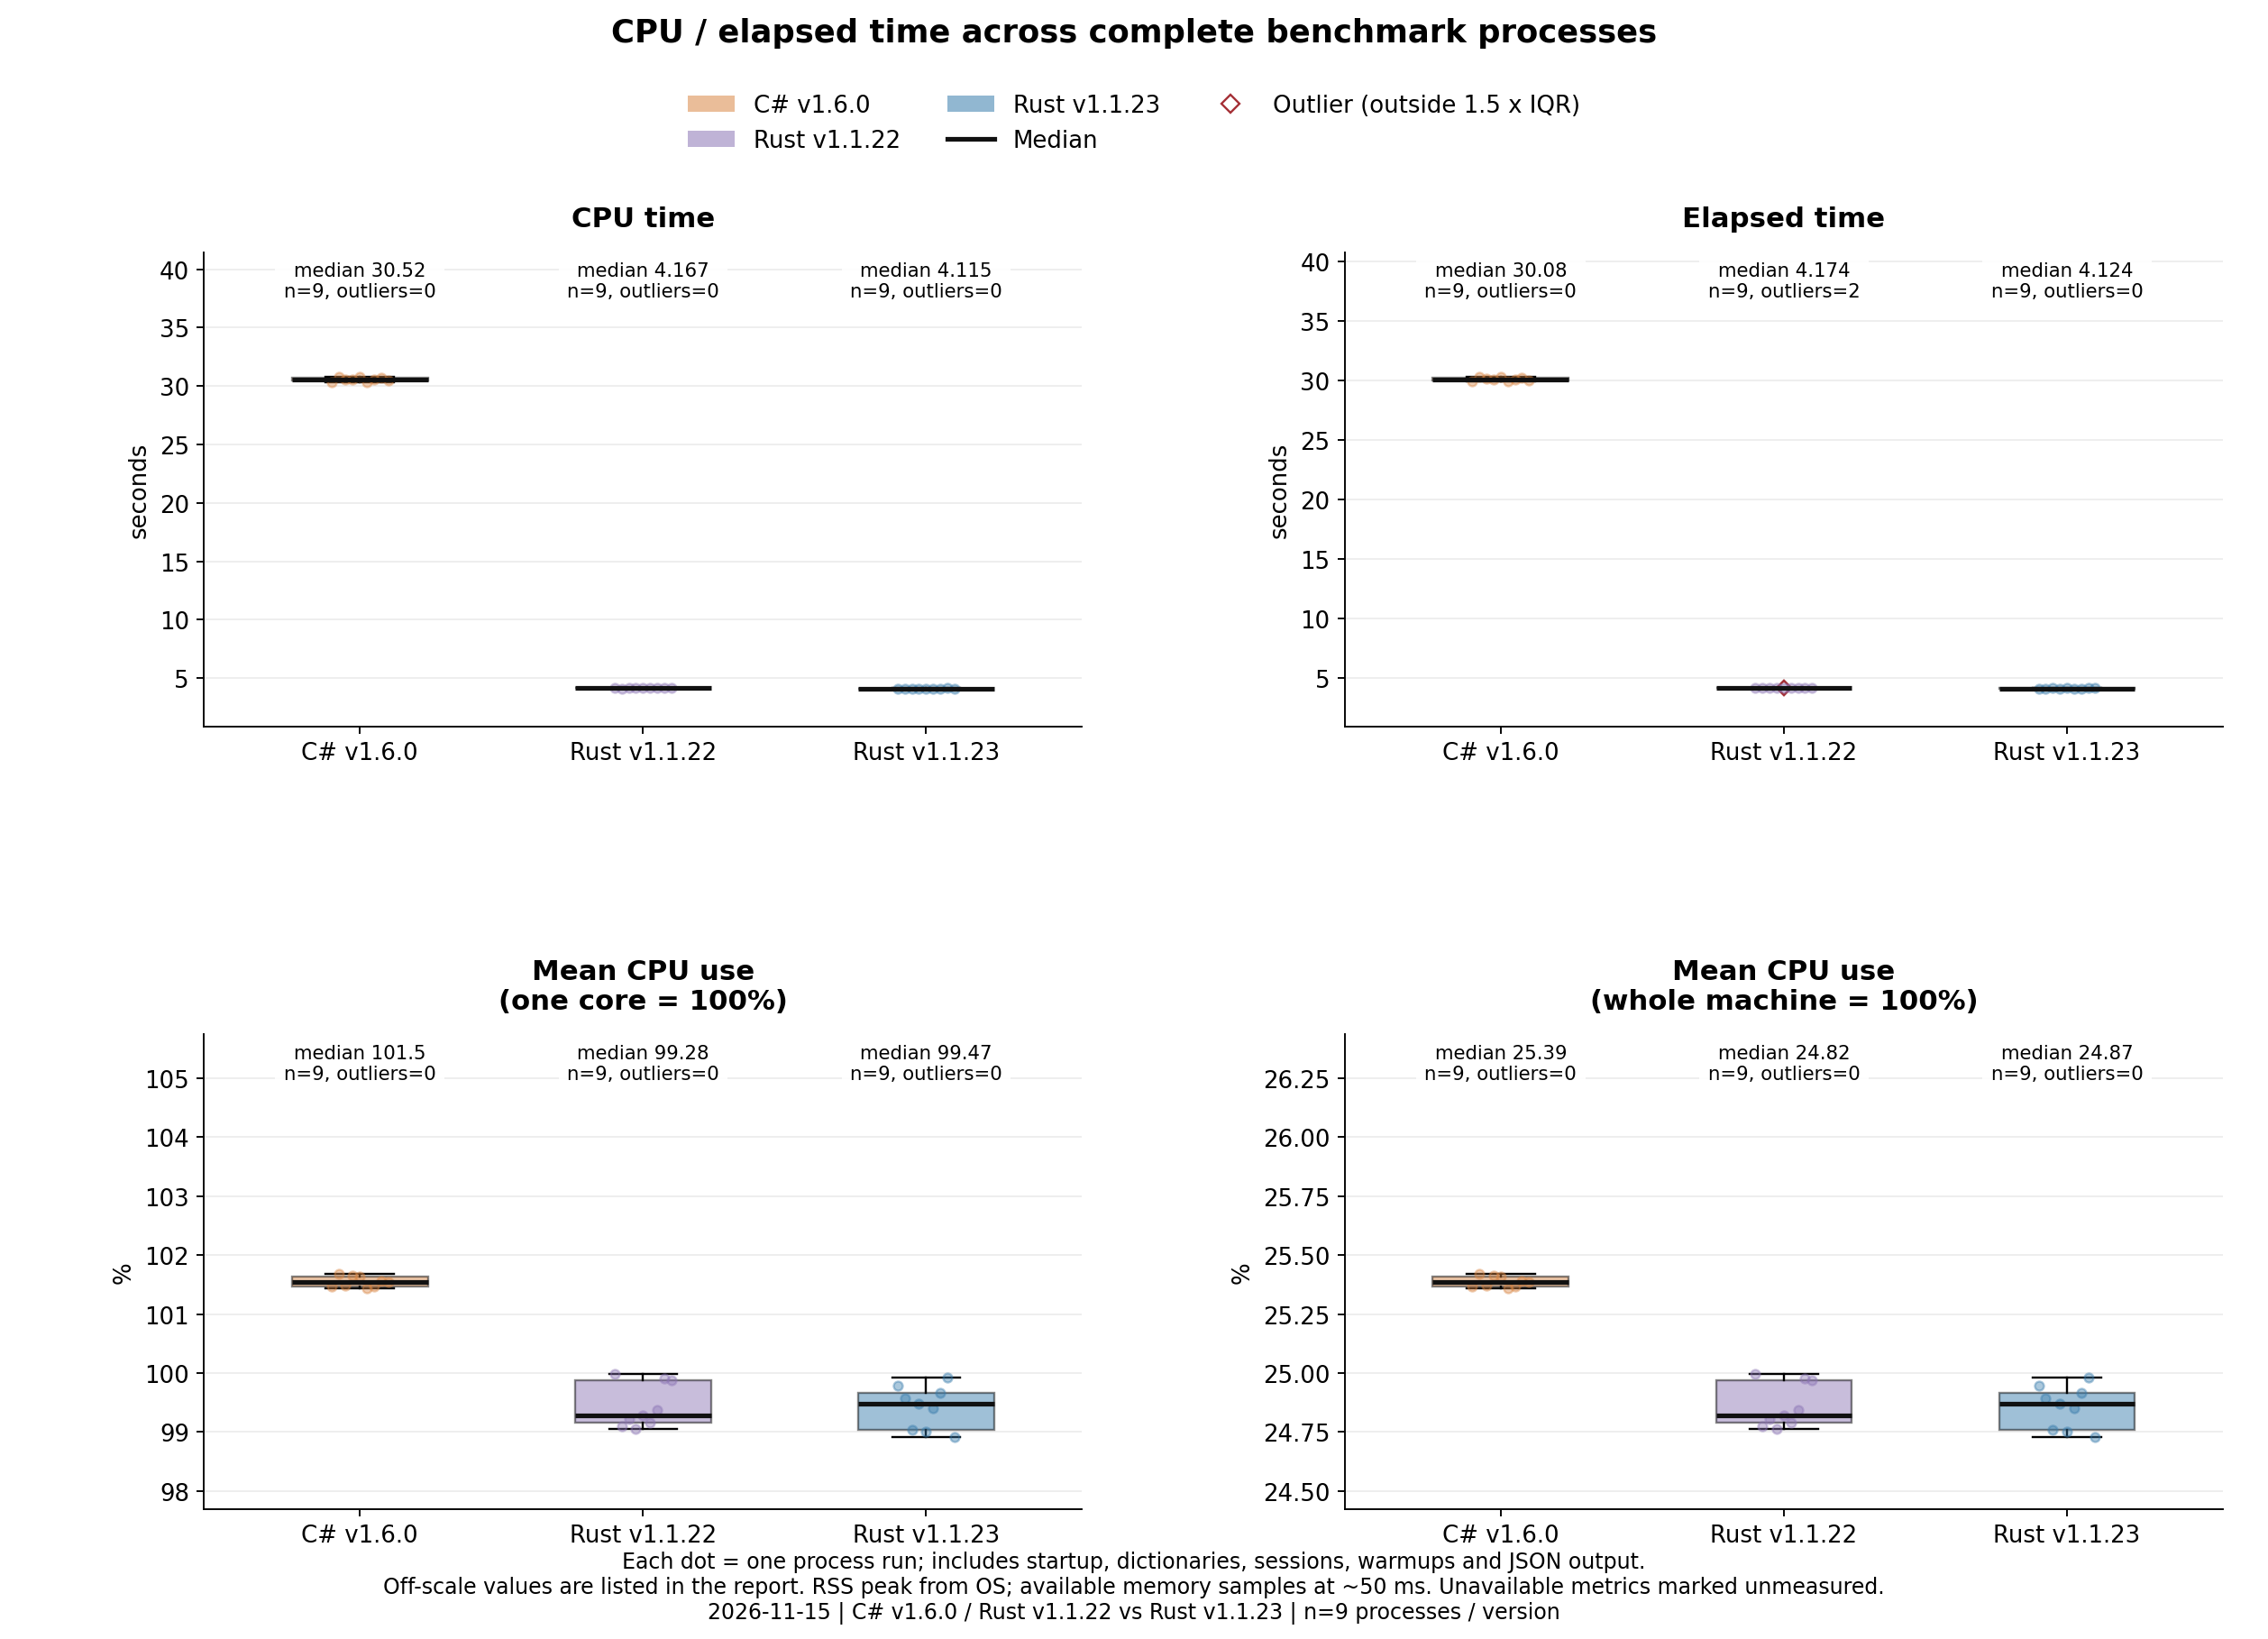 CPU / elapsed time across complete benchmark processes
C# v1.6.0
Rust v1.1.22
Rust v1.1.23
Median
Outlier (outside 1.5 x IQR)
CPU time
40
35
30
25
20
15
10
5
seconds
median 30.52
n=9, outliers=0
median 4.167
n=9, outliers=0
median 4.115
n=9, outliers=0
C# v1.6.0
Rust v1.1.22
Rust v1.1.23
Elapsed time
40
35
30
25
20
15
10
5
seconds
median 30.08
n=9, outliers=0
median 4.174
n=9, outliers=2
median 4.124
n=9, outliers=0
C# v1.6.0
Rust v1.1.22
Rust v1.1.23
Mean CPU use
(one core = 100%)
105
104
103
102
101
100
99
98
%
median 101.5
n=9, outliers=0
median 99.28
n=9, outliers=0
median 99.47
n=9, outliers=0
C# v1.6.0
Rust v1.1.22
Rust v1.1.23
Mean CPU use
(whole machine = 100%)
26.25
26.00
25.75
25.50
25.25
25.00
24.75
24.50
%
median 25.39
n=9, outliers=0
median 24.82
n=9, outliers=0
median 24.87
n=9, outliers=0
C# v1.6.0
Rust v1.1.22
Rust v1.1.23
Each dot = one process run; includes startup, dictionaries, sessions, warmups and JSON output.
Off-scale values are listed in the report. RSS peak from OS; available memory samples at ~50 ms. Unavailable metrics marked unmeasured.
2026-11-15 | C# v1.6.0 / Rust v1.1.22 vs Rust v1.1.23 | n=9 processes / version